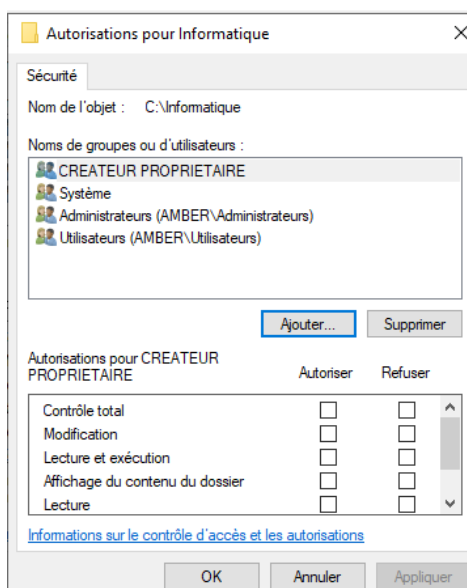 Autorisations pour Informatique
Sécurité
Nom de l'objet : C:\Informatique
Noms de groupes ou d'utilisateurs :
CREATEUR PROPRIETAIRE
Système
Administrateurs (AMBER\Administrateurs)
Utilisateurs (AMBER\Utilisateurs)
Ajouter... Supprimer
Autorisations pour CREATEUR
PROPRIETAIRE Autoriser Refuser
Contrôle total
Modification
Lecture et exécution
Affichage du contenu du dossier
Lecture
Informations sur le contrôle d'accès et les autorisations
OK Annuler Appliquer